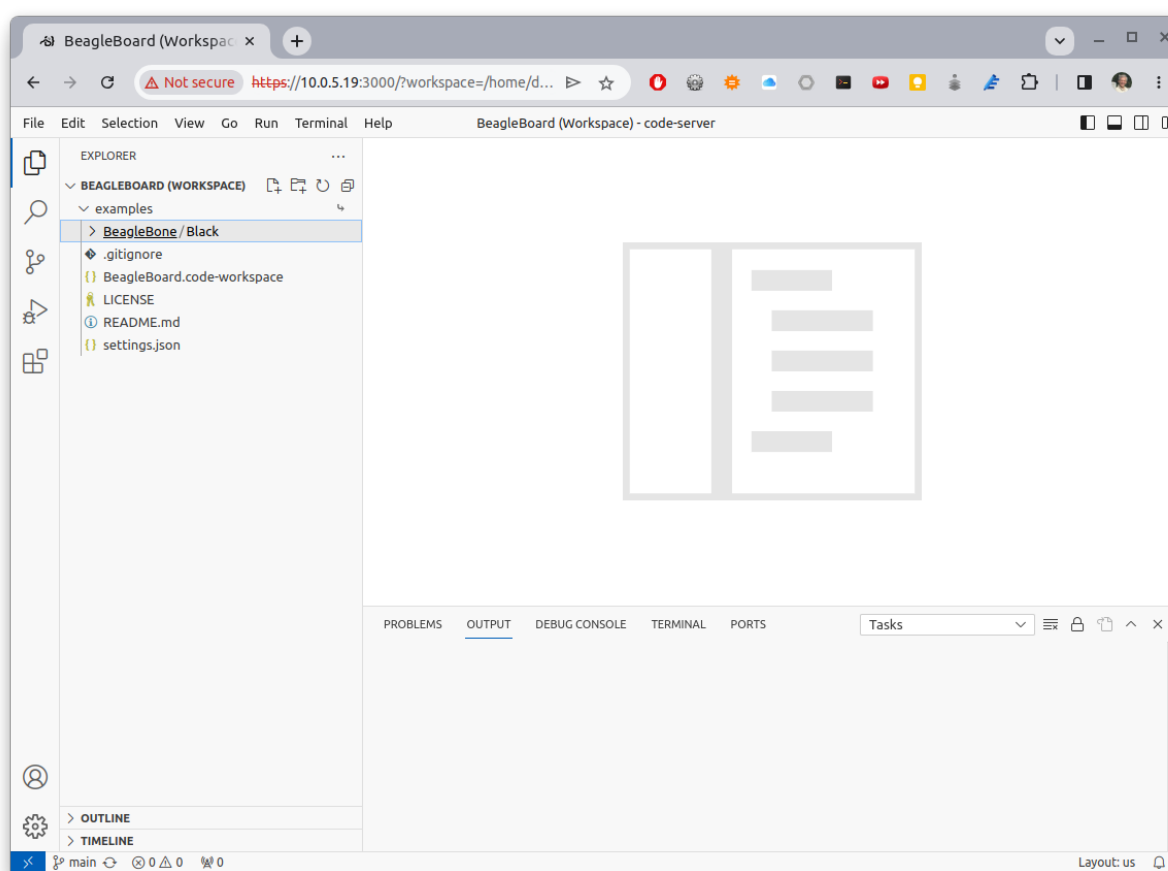 BeagleBoard (Workspac
Not secure https://10.0.5.19:3000/?workspace=/home/d...
File Edit Selection View Go Run Terminal Help BeagleBoard (Workspace) - code-server
EXPLORER
BEAGLEBOARD (WORKSPACE)
examples
BeagleBone / Black
.gitignore
BeagleBoard.code-workspace
LICENSE
README.md
settings.json
PROBLEMS OUTPUT DEBUG CONSOLE TERMINAL PORTS Tasks
OUTLINE
TIMELINE
main 0 0 0 Layout: us